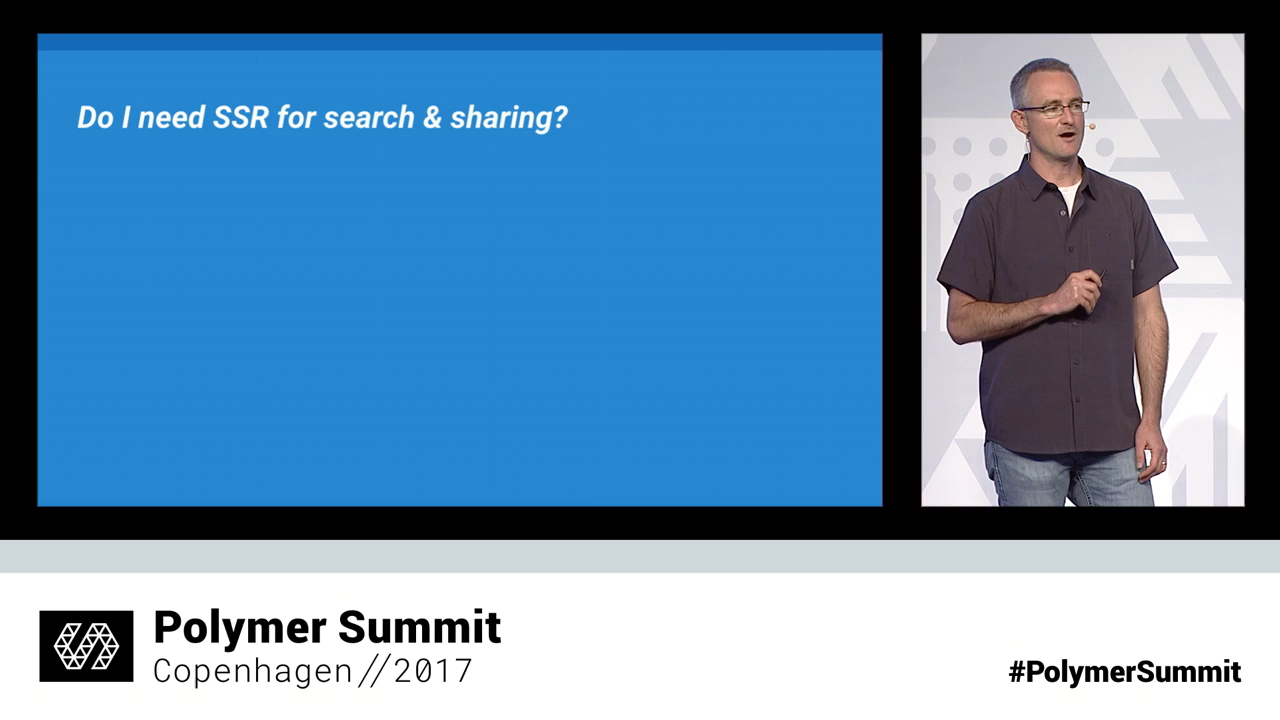 Do I need SSR for search & sharing?
Polymer Summit
Copenhagen//2017
#PolymerSummit